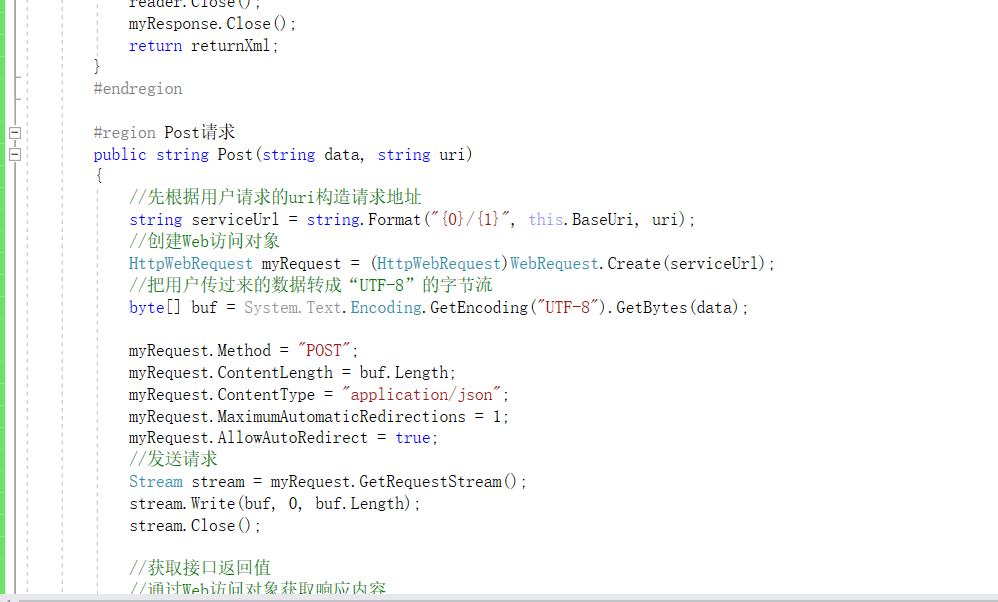 reader.Close();
myResponse.Close();
return returnXml;
}
#endregion
#region Post请求
public string Post(string data, string uri)
{
//先根据用户请求的uri构造请求地址
string serviceUrl = string.Format("{0}/{1}", this.BaseUri, uri);
//创建Web访问对象
HttpWebRequest myRequest = (HttpWebRequest)WebRequest.Create(serviceUrl);
//把用户传过来的数据转成“UTF-8”的字节流
byte[] buf = System.Text.Encoding.GetEncoding("UTF-8").GetBytes(data);
myRequest.Method = "POST";
myRequest.ContentLength = buf.Length;
myRequest.ContentType = "application/json";
myRequest.MaximumAutomaticRedirections = 1;
myRequest.AllowAutoRedirect = true;
//发送请求
Stream stream = myRequest.GetRequestStream();
stream.Write(buf, 0, buf.Length);
stream.Close();
//获取接口返回值
//通过Web访问对象获取响应内容